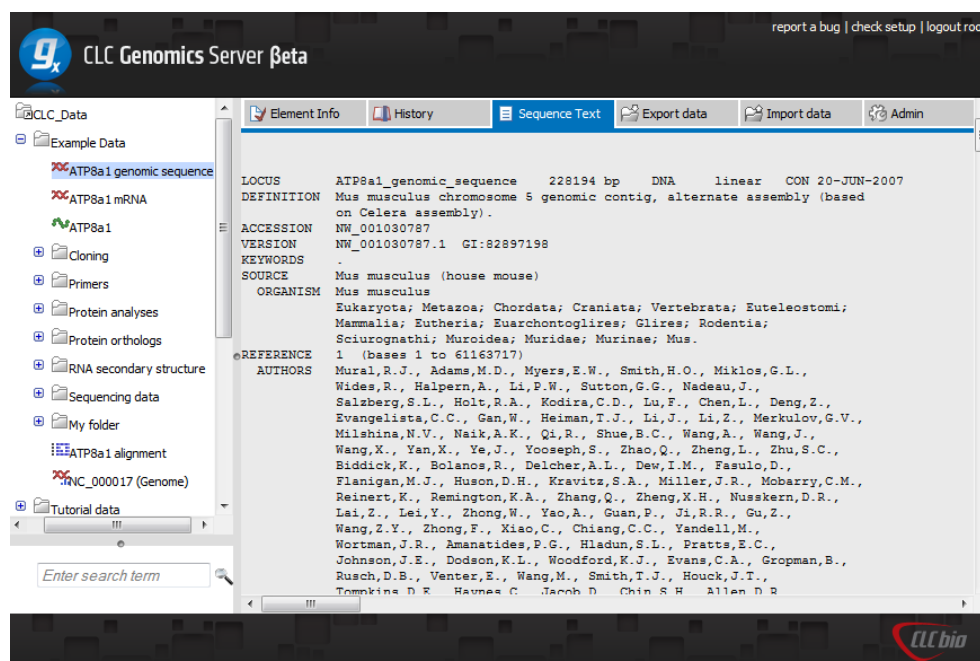 report a bug | check setup | logout roo
CLC Genomics Server βeta
CLC_Data
Example Data
ATP8a1 genomic sequence
ATP8a1 mRNA
ATP8a1
Cloning
Primers
Protein analyses
Protein orthologs
RNA secondary structure
Sequencing data
My folder
ATP8a1 alignment
NC_000017 (Genome)
Tutorial data
Enter search term
Element Info History Sequence Text Export data Import data Admin
LOCUS ATP8a1_genomic_sequence 228194 bp DNA linear CON 20-JUN-2007
DEFINITION Mus musculus chromosome 5 genomic contig, alternate assembly (based
on Celera assembly).
ACCESSION NW_001030787
VERSION NW_001030787.1 GI:82897198
KEYWORDS .
SOURCE Mus musculus (house mouse)
ORGANISM Mus musculus
Eukaryota; Metazoa; Chordata; Craniata; Vertebrata; Euteleostomi;
Mammalia; Eutheria; Euarchontoglires; Glires; Rodentia;
Sciurognathi; Muroidea; Muridae; Murinae; Mus.
REFERENCE 1 (bases 1 to 61163717)
AUTHORS Mural,R.J., Adams,M.D., Myers,E.W., Smith,H.O., Miklos,G.L.,
Wides,R., Halpern,A., Li,P.W., Sutton,G.G., Nadeau,J.,
Salzberg,S.L., Holt,R.A., Kodira,C.D., Lu,F., Chen,L., Deng,Z.,
Evangelista,C.C., Gan,W., Heiman,T.J., Li,J., Li,Z., Merkulov,G.V.,
Milshina,N.V., Naik,A.K., Qi,R., Shue,B.C., Wang,A., Wang,J.,
Wang,X., Yan,X., Ye,J., Yooseph,S., Zhao,Q., Zheng,L., Zhu,S.C.,
Biddick,K., Bolanos,R., Delcher,A.L., Dew,I.M., Fasulo,D.,
Flanigan,M.J., Huson,D.H., Kravitz,S.A., Miller,J.R., Mobarry,C.M.,
Reinert,K., Remington,K.A., Zhang,Q., Zheng,X.H., Nusskern,D.R.,
Lai,Z., Lei,Y., Zhong,W., Yao,A., Guan,P., Ji,R.R., Gu,Z.,
Wang,Z.Y., Zhong,F., Xiao,C., Chiang,C.C., Yandell,M.,
Wortman,J.R., Amanatides,P.G., Hladun,S.L., Pratts,E.C.,
Johnson,J.E., Dodson,K.L., Woodford,K.J., Evans,C.A., Gropman,B.,
Rusch,D.B., Venter,E., Wang,M., Smith,T.J., Houck,J.T.,
Tompkins,D.E., Haynes,C., Jacob,D., Chin,S.H., Allen,D.R.
CLC bio